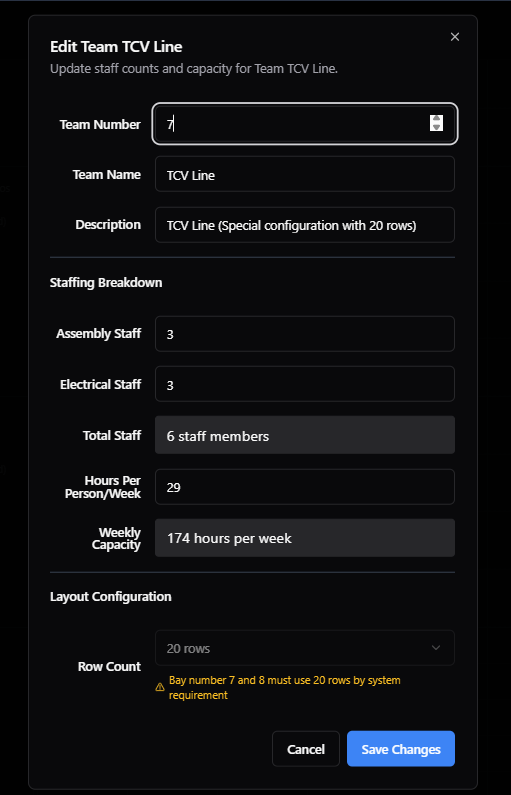 Edit Team TCV Line
Update staff counts and capacity for Team TCV Line.
Team Number
7
Team Name
TCV Line
Description
TCV Line (Special configuration with 20 rows)
Staffing Breakdown
Assembly Staff
3
Electrical Staff
3
Total Staff
6 staff members
Hours Per
Person/Week
29
Weekly
Capacity
174 hours per week
Layout Configuration
Row Count
20 rows
Bay number 7 and 8 must use 20 rows by system
requirement
Cancel
Save Changes